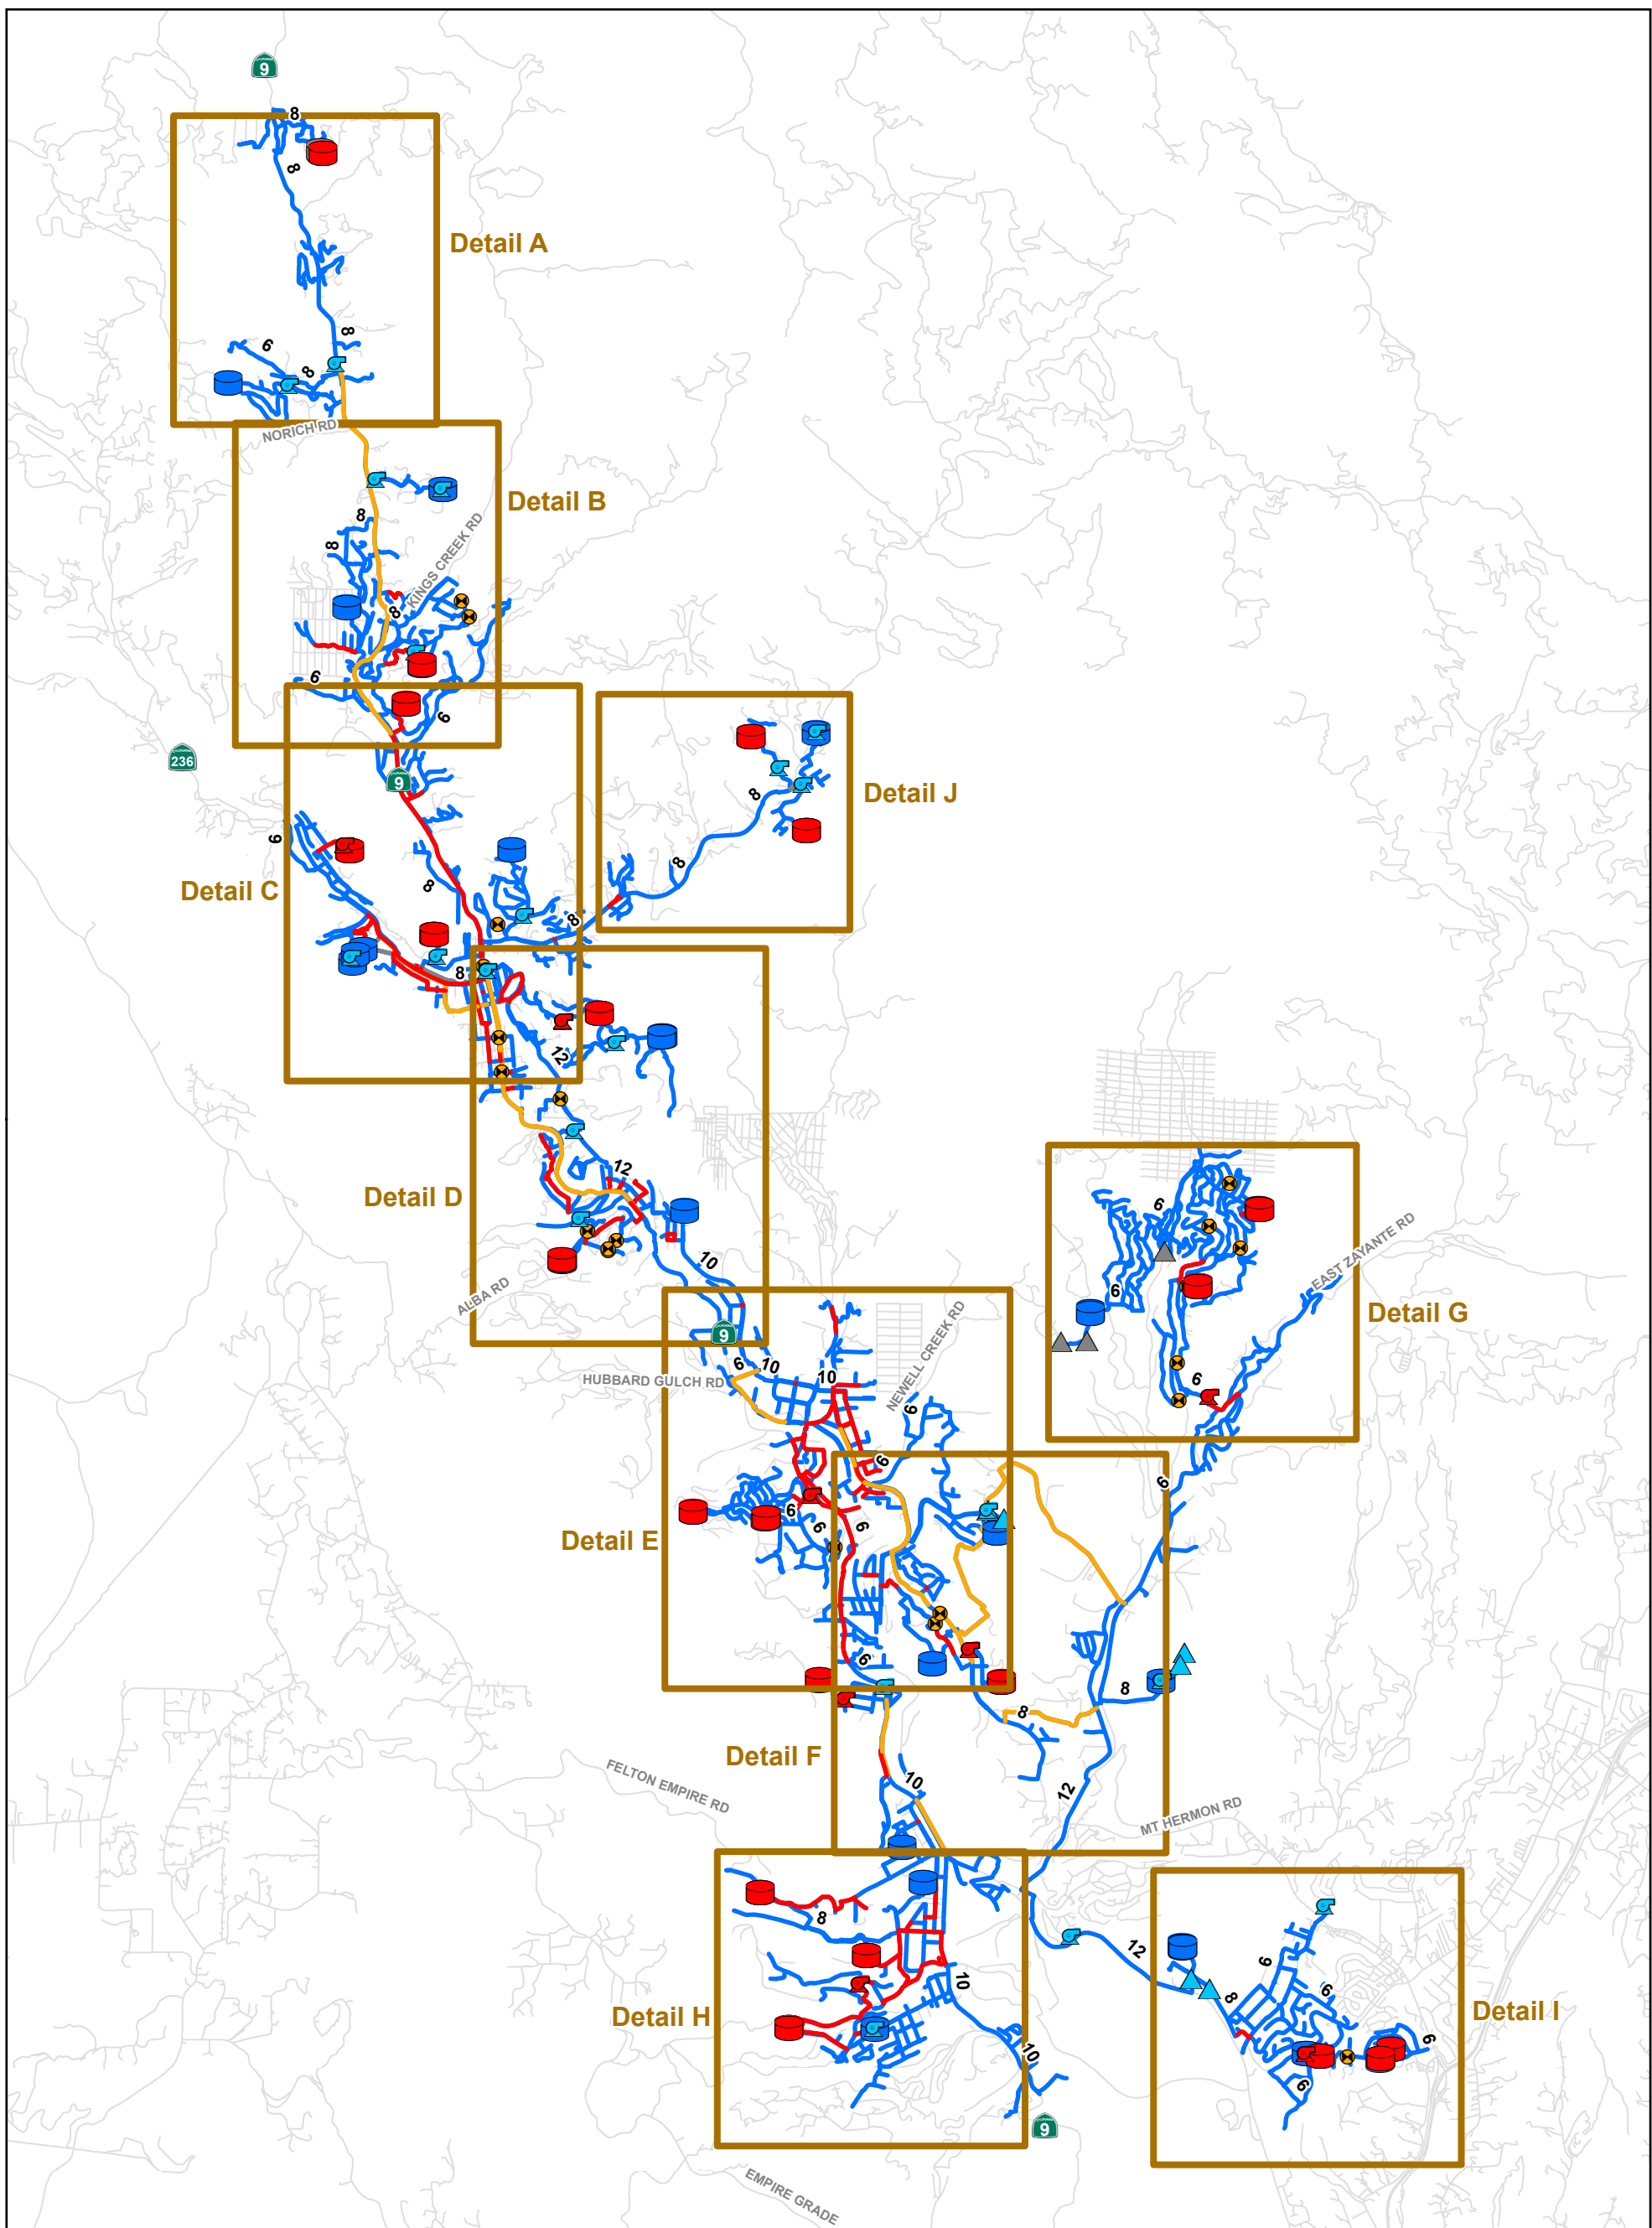 9
8
8
Detail A
8
6
8
NORICH RD
Detail B
8
8
KINGS CREEK RD
8
6
6
236
9
Detail J
8
6
8
8
Detail C
8
8
12
12
Detail D
6
6
EAST ZAYANTE RD
10
ALBA RD
Detail G
9
NEWELL CREEK RD
6
10
10
HUBBARD GULCH RD
6
6
6
6
6
6
6
Detail E
6
8
8
Detail F
FELTON EMPIRE RD
10
12
MT HERMON RD
8
12
6
10
6
8
Detail H
Detail I
10
6
6
9
EMPIRE GRADE